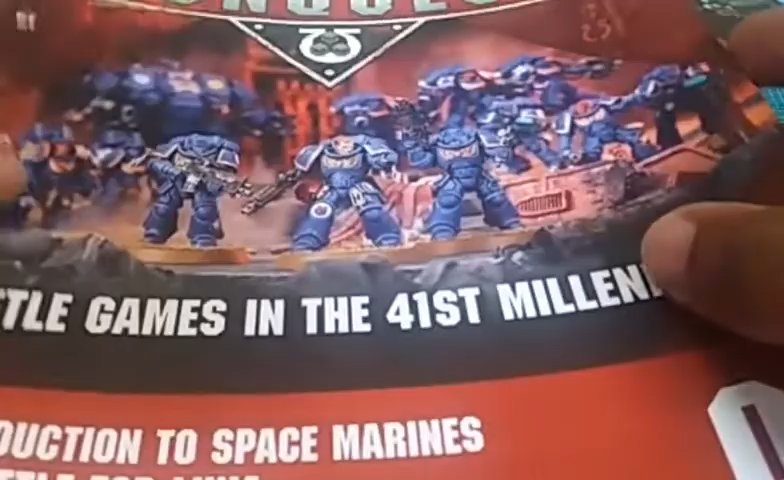 TLE GAMES IN THE 41ST MILLEN
DUCTION TO SPACE MARINES